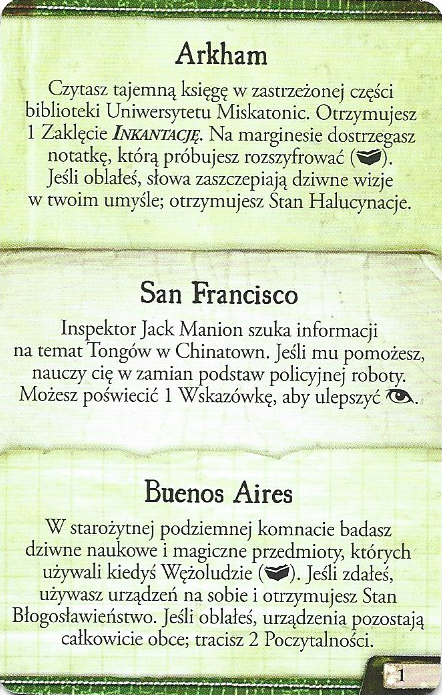 Arkham
Czytasz tajemną księgę w zastrzeżonej części
biblioteki Uniwersytetu Miskatonic. Otrzymujesz
1 Zaklęcie INKANTACJĘ. Na marginesie dostrzegasz
notatkę, którą próbujesz rozszyfrować ( ).
Jeśli oblałeś, słowa zaszczepiają dziwne wizje
w twoim umyśle; otrzymujesz Stan Halucynacje.
San Francisco
Inspektor Jack Manion szuka informacji
na temat Tongów w Chinatown. Jeśli mu pomożesz,
nauczy cię w zamian podstaw policyjnej roboty.
Możesz poświecić 1 Wskazówkę, aby ulepszyć .
Buenos Aires
W starożytnej podziemnej komnacie badasz
dziwne naukowe i magiczne przedmioty, których
używali kiedyś Wężoludzie ( ). Jeśli zdałeś,
używasz urządzeń na sobie i otrzymujesz Stan
Błogosławieństwo. Jeśli oblałeś, urządzenia pozostają
całkowicie obce; tracisz 2 Poczytalności.
1